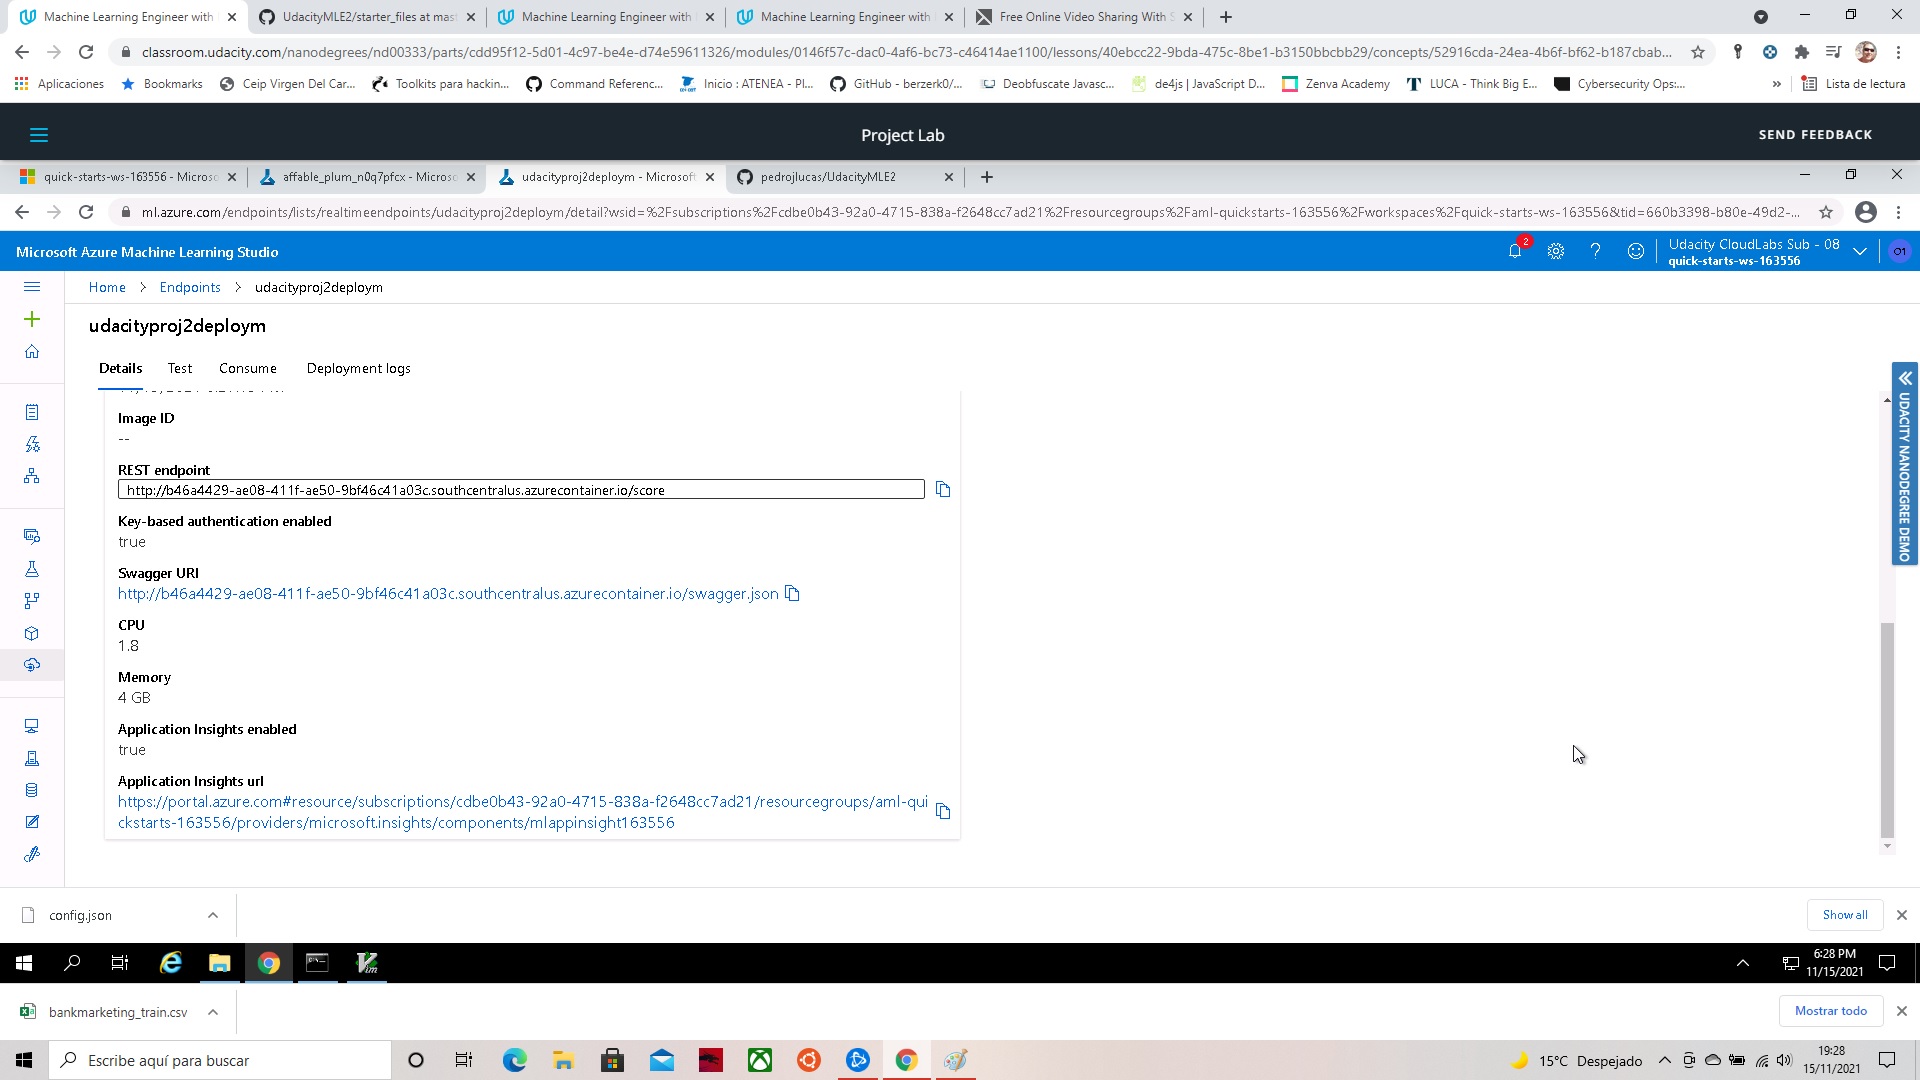 Machine Learning Engineer with
UdacityMLE2/starter_files at mast
Machine Learning Engineer with
Machine Learning Engineer with
Free Online Video Sharing With S
classroom.udacity.com/nanodegrees/nd00333/parts/cdd95f12-5d01-4c97-be4e-d74e59611326/modules/0146f57c-dac0-4af6-bc73-c46414ae1100/lessons/40ebcc22-9bda-475c-8be1-b3150bbcbb29/concepts/52916cda-24ea-4b6f-bf62-b187cbab...
Aplicaciones
Bookmarks
Ceip Virgen Del Car...
Toolkits para hackin...
Command Referenc...
Inicio : ATENEA - Pl...
GitHub - berzerk0/...
Deobfuscate Javasc...
de4js | JavaScript D...
Zenva Academy
LUCA - Think Big E...
Cybersecurity Ops:...
»
Lista de lectura
Project Lab
SEND FEEDBACK
quick-starts-ws-163556 - Microso
affable_plum_n0q7pfcx - Microso
udacityproj2deploym - Microsoft
pedrojlucas/UdacityMLE2
ml.azure.com/endpoints/lists/realtimeendpoints/udacityproj2deploym/detail?wsid=%2Fsubscriptions%2Fcdbe0b43-92a0-4715-838a-f2648cc7ad21%2Fresourcegroups%2Faml-quickstarts-163556%2Fworkspaces%2Fquick-starts-ws-163556&tid=660b3398-b80e-49d2-...
Microsoft Azure Machine Learning Studio
2
Udacity CloudLabs Sub - 08
quick-starts-ws-163556
O1
Home > Endpoints > udacityproj2deploym
udacityproj2deploym
Details
Test
Consume
Deployment logs
Image ID
--
REST endpoint
http://b46a4429-ae08-411f-ae50-9bf46c41a03c.southcentralus.azurecontainer.io/score
Key-based authentication enabled
true
Swagger URI
http://b46a4429-ae08-411f-ae50-9bf46c41a03c.southcentralus.azurecontainer.io/swagger.json
CPU
1.8
Memory
4 GB
Application Insights enabled
true
Application Insights url
https://portal.azure.com#resource/subscriptions/cdbe0b43-92a0-4715-838a-f2648cc7ad21/resourcegroups/aml-qui
ckstarts-163556/providers/microsoft.insights/components/mlappinsight163556
UDACITY NANODEGREE DEMO
config.json
Show all
6:28 PM
11/15/2021
bankmarketing_train.csv
Mostrar todo
Escribe aquí para buscar
15°C Despejado
19:28
15/11/2021